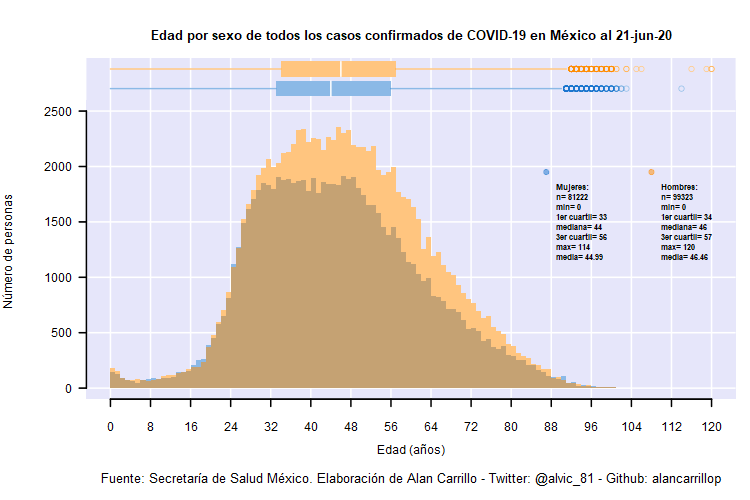 Edad por sexo de todos los casos confirmados de COVID-19 en México al 21-jun-20
2500
2000
1500
1000
500
0
Número de personas
Mujeres:
n= 81222
min= 0
1er cuartil= 33
mediana= 44
3er cuartil= 56
max= 114
media= 44.99
Hombres:
n= 99323
min= 0
1er cuartil= 34
mediana= 46
3er cuartil= 57
max= 120
media= 46.46
0 8 16 24 32 40 48 56 64 72 80 88 96 104 112 120
Edad (años)
Fuente: Secretaría de Salud México. Elaboración de Alan Carrillo - Twitter: @alvic_81 - Github: alancarrillop